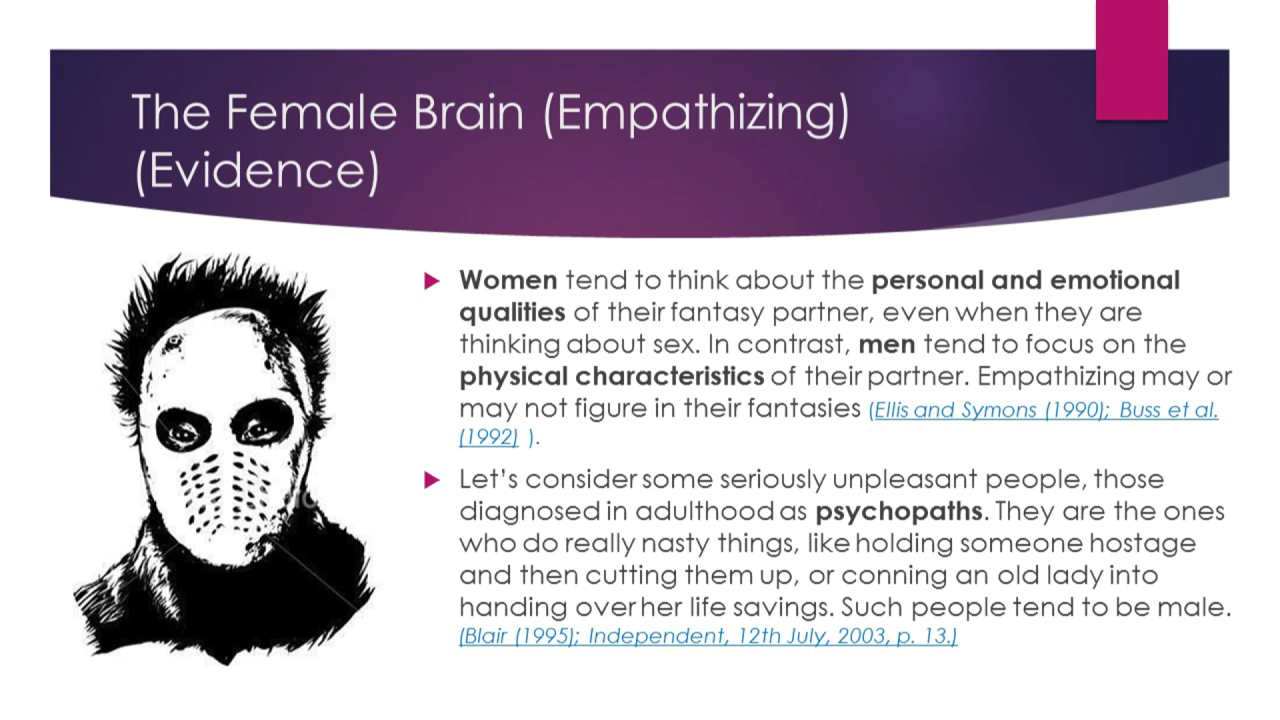 The Female Brain (Empathizing)
(Evidence)
Women tend to think about the personal and emotional
qualities of their fantasy partner, even when they are
thinking about sex. In contrast, men tend to focus on the
physical characteristics of their partner. Empathizing may or
may not figure in their fantasies (Ellis and Symons (1990); Buss et al.
(1992) ).
Let's consider some seriously unpleasant people, those
diagnosed in adulthood as psychopaths. They are the ones
who do really nasty things, like holding someone hostage
and then cutting them up, or conning an old lady into
handing over her life savings. Such people tend to be male.
(Blair (1995); Independent, 12th July, 2003, p. 13.)